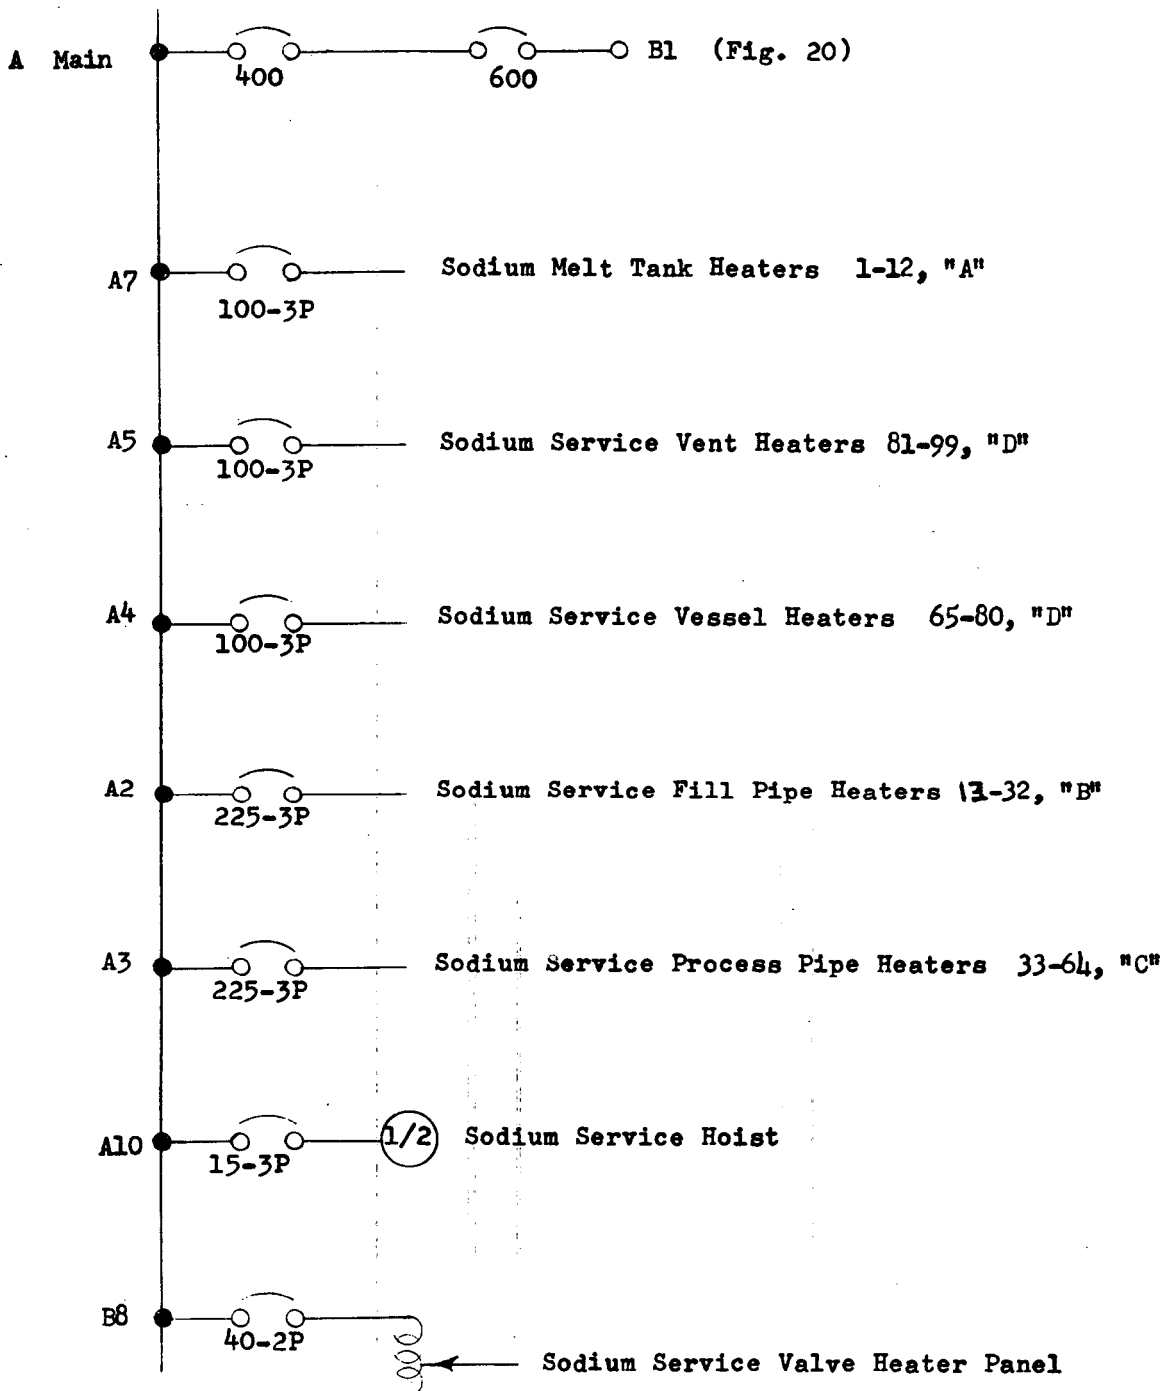 A Main 400 600 B1 (Fig. 20)
A7 100-3P Sodium Melt Tank Heaters 1-12, "A"
A5 100-3P Sodium Service Vent Heaters 81-99, "D"
A4 100-3P Sodium Service Vessel Heaters 65-80, "D"
A2 225-3P Sodium Service Fill Pipe Heaters 13-32, "B"
A3 225-3P Sodium Service Process Pipe Heaters 33-64, "C"
A10 15-3P 1/2 Sodium Service Hoist
B8 40-2P
Sodium Service Valve Heater Panel